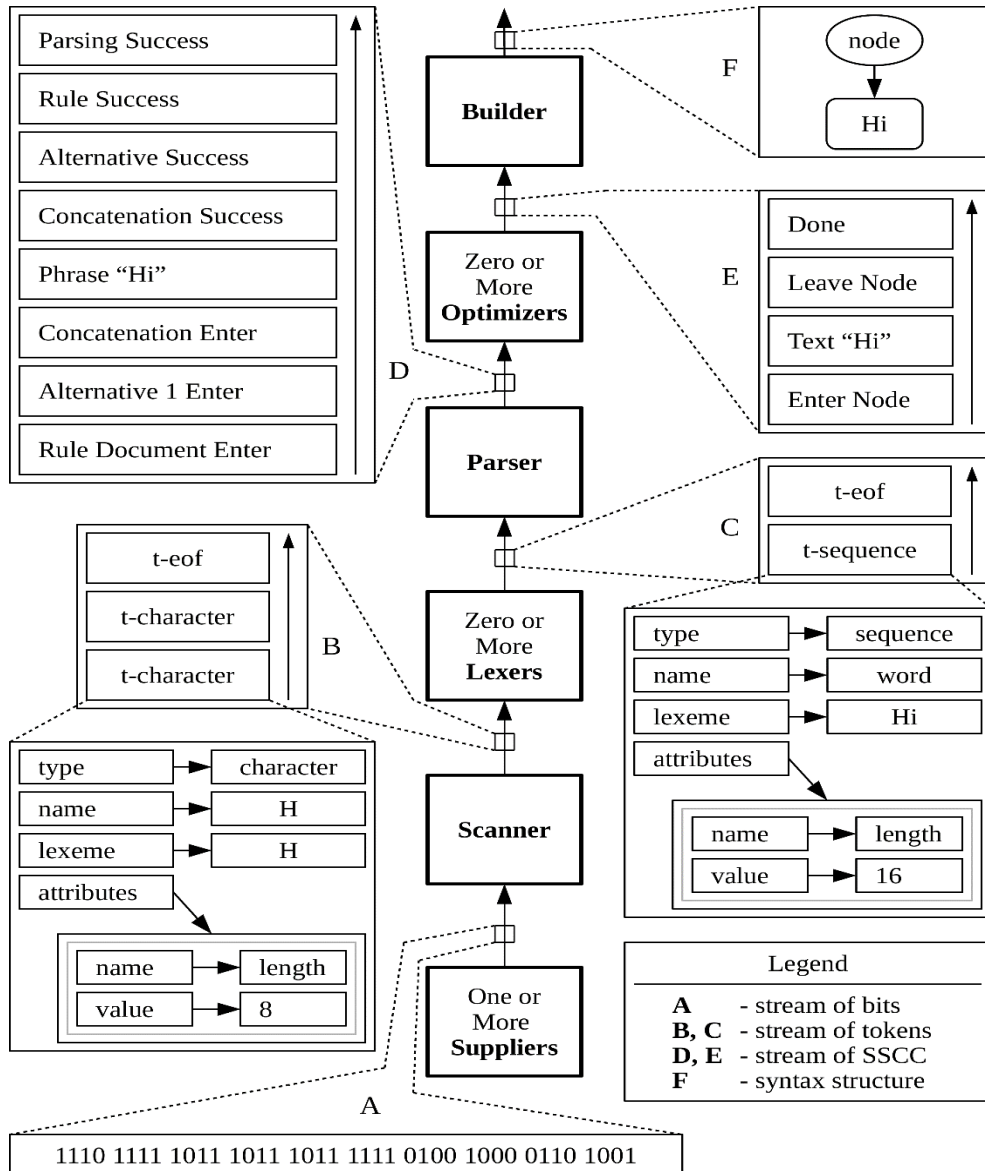 Parsing Success
Rule Success
Alternative Success
Concatenation Success
Phrase “Hi”
Concatenation Enter
Alternative 1 Enter
Rule Document Enter
D
Builder
F
node
Hi
Zero or
More
Optimizers
E
Done
Leave Node
Text “Hi”
Enter Node
Parser
C
t-eof
t-sequence
type
sequence
name
word
lexeme
Hi
attributes
name
length
value
16
B
t-eof
t-character
t-character
type
character
name
H
lexeme
H
attributes
name
length
value
8
Zero or
More
Lexers
Scanner
One or
More
Suppliers
A
1110 1111 1011 1011 1011 1111 0100 1000 0110 1001
Legend
A - stream of bits
B, C - stream of tokens
D, E - stream of SSCC
F - syntax structure